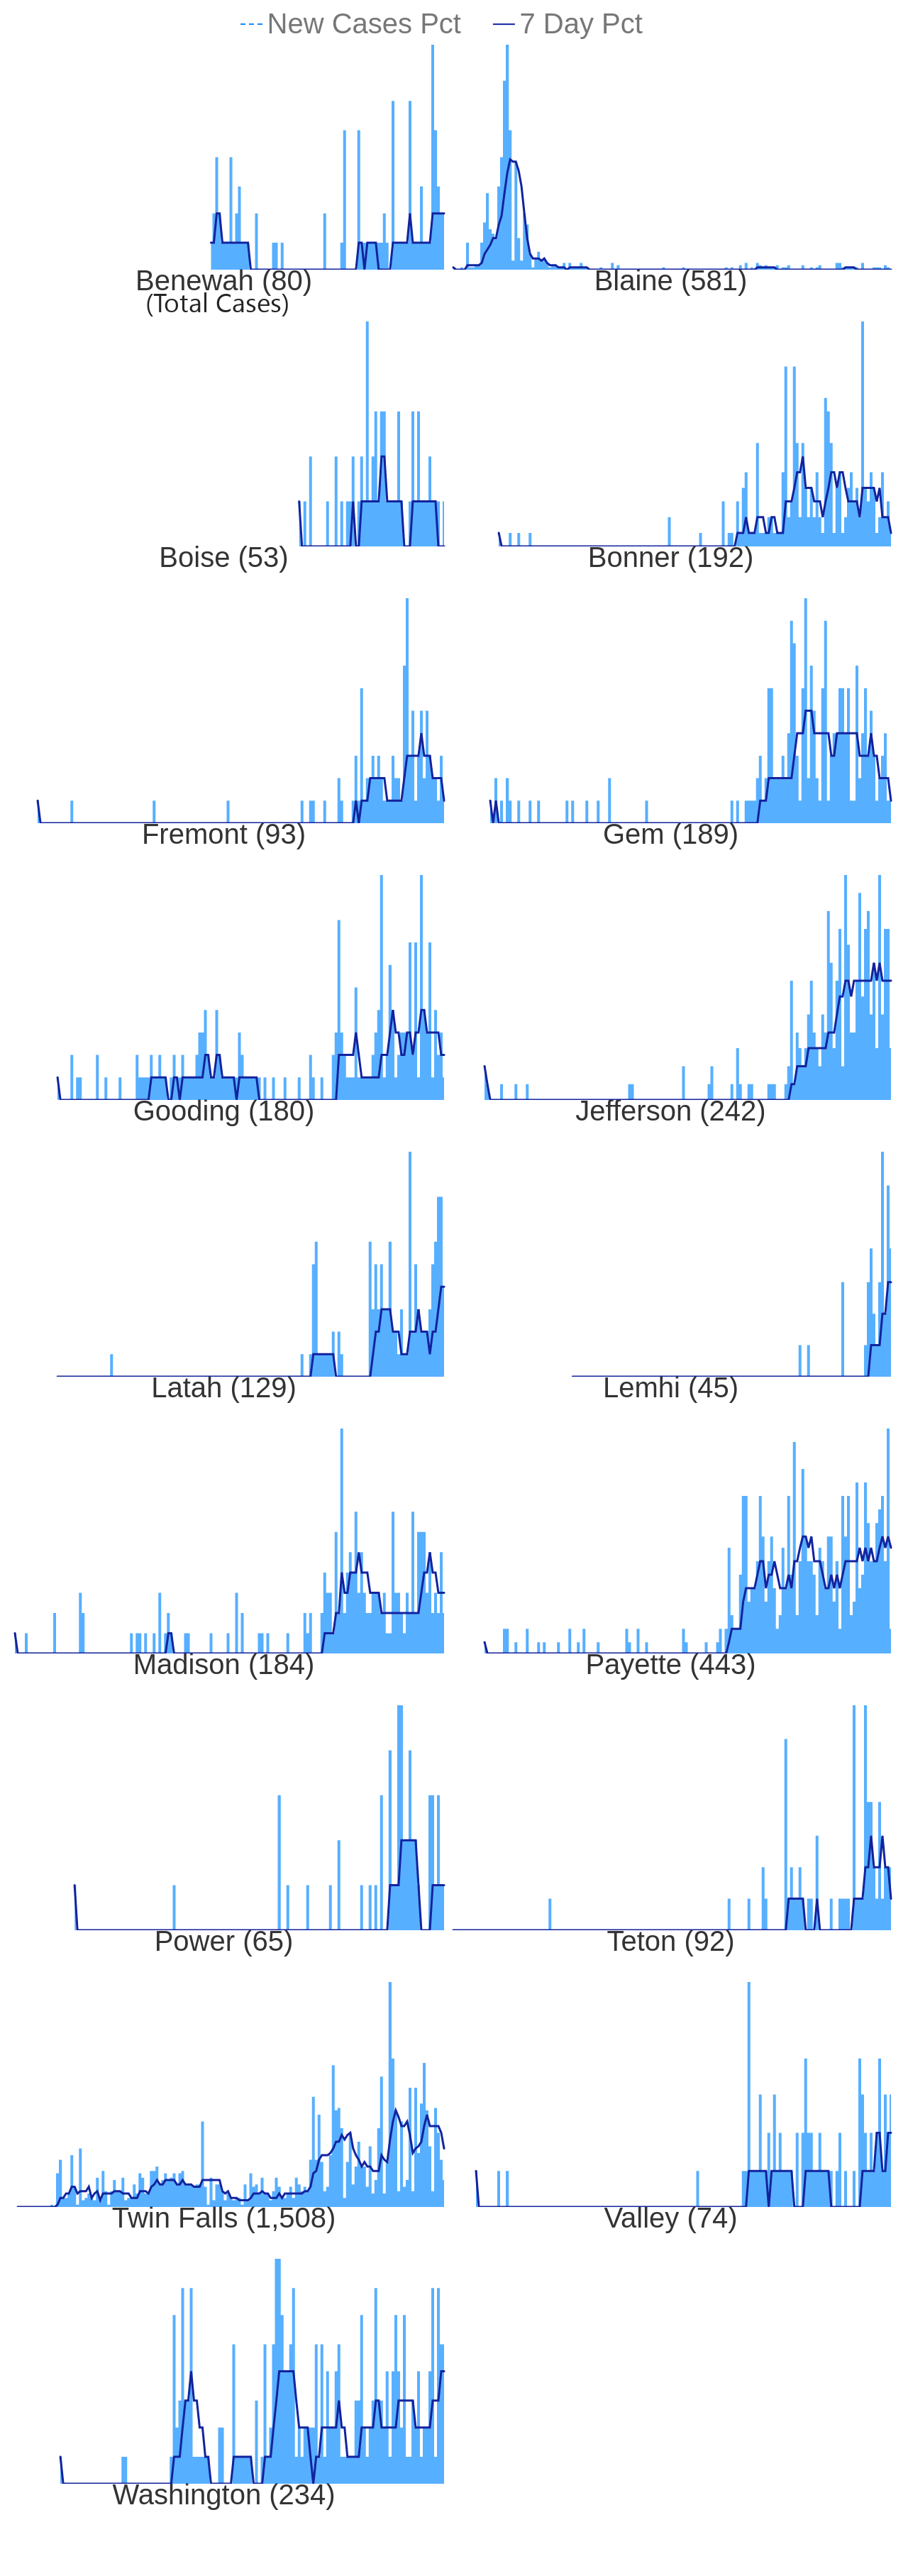 New Cases Pct 7 Day Pct
Benewah (80) Blaine (581)
(Total Cases)
Boise (53) Bonner (192)
Fremont (93) Gem (189)
Gooding (180) Jefferson (242)
Latah (129) Lemhi (45)
Madison (184) Payette (443)
Power (65) Teton (92)
Twin Falls (1,508) Valley (74)
Washington (234)